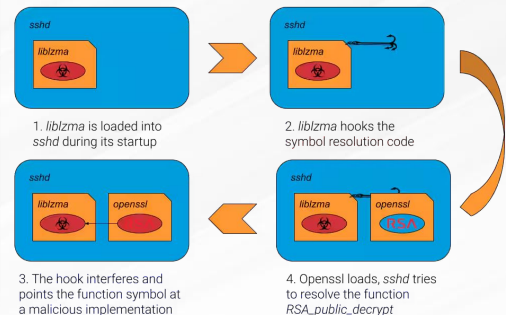 sshd
liblzma
1. liblzma is loaded into
sshd during its startup
sshd
liblzma
2. liblzma hooks the
symbol resolution code
sshd
liblzma
openssl
3. The hook interferes and
points the function symbol at
a malicious implementation
sshd
liblzma
openssl
RSA
4. Openssl loads, sshd tries
to resolve the function
RSA_public_decrypt